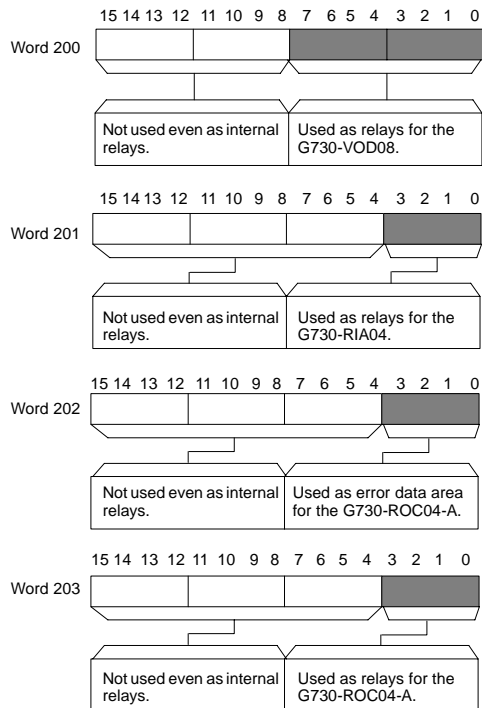 15 14 13 12 11 10 9 8 7 6 5 4 3 2 1 0
Word 200
Not used even as internal relays.
Used as relays for the G730-VOD08.
15 14 13 12 11 10 9 8 7 6 5 4 3 2 1 0
Word 201
Not used even as internal relays.
Used as relays for the G730-RIA04.
15 14 13 12 11 10 9 8 7 6 5 4 3 2 1 0
Word 202
Not used even as internal relays.
Used as error data area for the G730-ROC04-A.
15 14 13 12 11 10 9 8 7 6 5 4 3 2 1 0
Word 203
Not used even as internal relays.
Used as relays for the G730-ROC04-A.